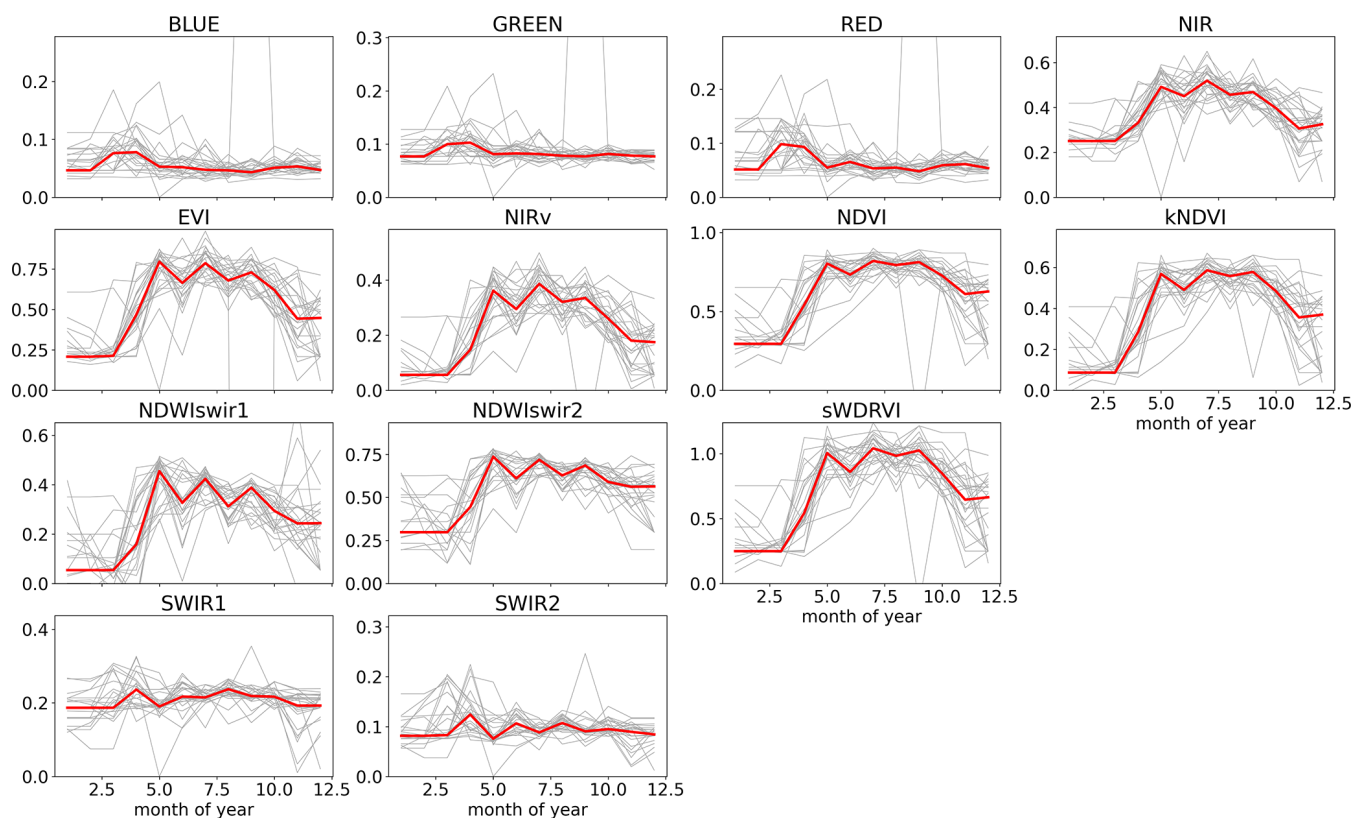 BLUE GREEN RED NIR
0.2 0.3 0.2 0.6
0.2 0.4
0.1 0.1 0.1 0.2
0.0 0.0 0.0 0.0
EVI NIRv NDVI kNDVI
0.75 0.4 1.0 0.6
0.50 0.2 0.5 0.4
0.25 0.2
0.00 0.0 0.0 0.0
2.5 5.0 7.5 10.0 12.5
month of year
NDWIswir1 NDWIswir2 sWDRVI
0.6 0.75 1.0
0.4 0.50 0.5
0.2 0.25
0.0 0.00 0.0
2.5 5.0 7.5 10.0 12.5
month of year
SWIR1 SWIR2
0.4 0.3
0.2 0.2
0.1
0.0 0.0
2.5 5.0 7.5 10.0 12.5 2.5 5.0 7.5 10.0 12.5
month of year month of year